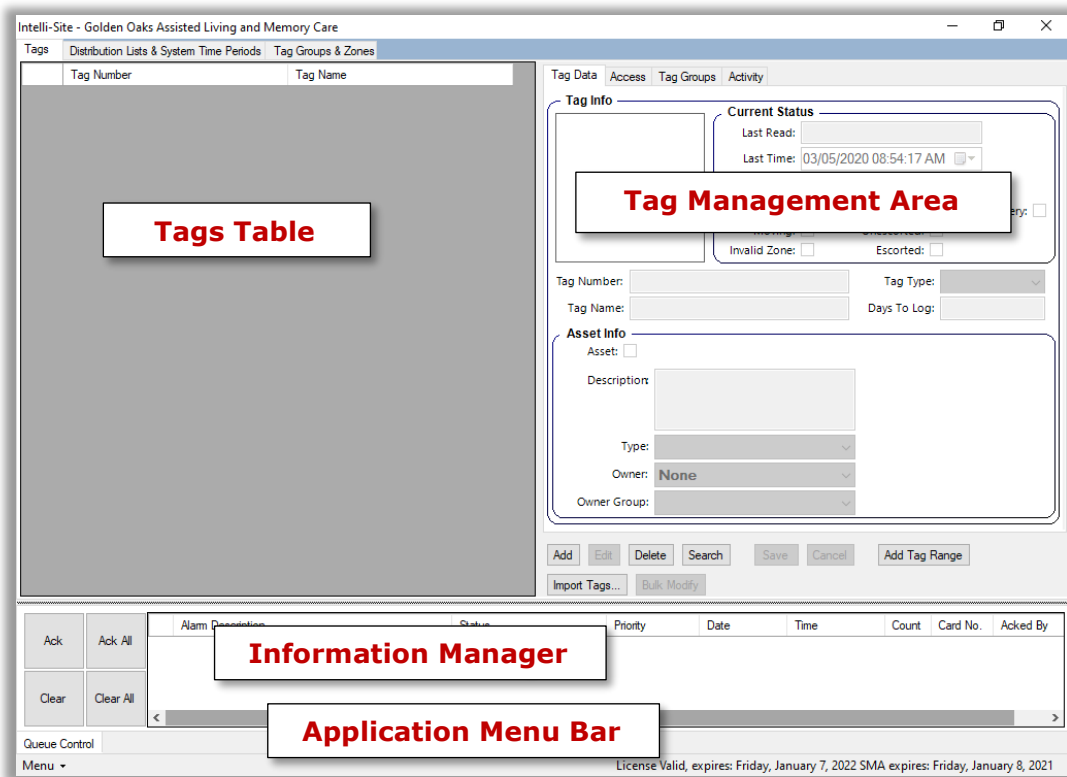 Intelli-Site - Golden Oaks Assisted Living and Memory Care
Tags Distribution Lists & System Time Periods Tag Groups & Zones
Tag Number Tag Name
Tags Table
Tag Data Access Tag Groups Activity
Tag Info
Current Status
Last Read:
Last Time: 03/05/2020 08:54:17 AM
Tag Management Area
Invalid Zone: Escorted:
Tag Number: Tag Type:
Tag Name: Days To Log:
Asset Info
Asset:
Description:
Type:
Owner: None
Owner Group:
Add Edit Delete Search Save Cancel Add Tag Range
Import Tags... Bulk Modify
Ack Ack All
Clear Clear All
Alarm Description Status Priority Date Time Count Card No. Acked By
Information Manager
Application Menu Bar
Queue Control
Menu
License Valid, expires: Friday, January 7, 2022 SMA expires: Friday, January 8, 2021